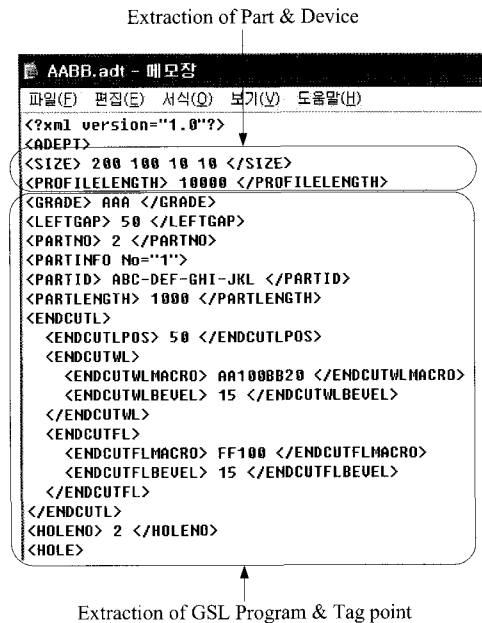 Extraction of Part & Device
AABB.adt - 메모장
파일(F) 편집(E) 서식(O) 보기(V) 도움말(H)
<?xml version="1.0"?>
<ADEPT>
<SIZE> 200 100 10 10 </SIZE>
<PROFILELENGTH> 10000 </PROFILELENGTH>
<GRADE> AAA </GRADE>
<LEFTGAP> 50 </LEFTGAP>
<PARTNO> 2 </PARTNO>
<PARTINFO No="1">
<PARTID> ABC-DEF-GHI-JKL </PARTID>
<PARTLENGTH> 1000 </PARTLENGTH>
<ENDCUTL>
<ENDCUTLPOS> 50 </ENDCUTLPOS>
<ENDCUTWL>
<ENDCUTWLMACRO> AA100BB20 </ENDCUTWLMACRO>
<ENDCUTWLBEVEL> 15 </ENDCUTWLBEVEL>
</ENDCUTWL>
<ENDCUTFL>
<ENDCUTFLMACRO> FF100 </ENDCUTFLMACRO>
<ENDCUTFLBEVEL> 15 </ENDCUTFLBEVEL>
</ENDCUTFL>
</ENDCUTL>
<HOLENO> 2 </HOLENO>
<HOLE>
Extraction of GSL Program & Tag point